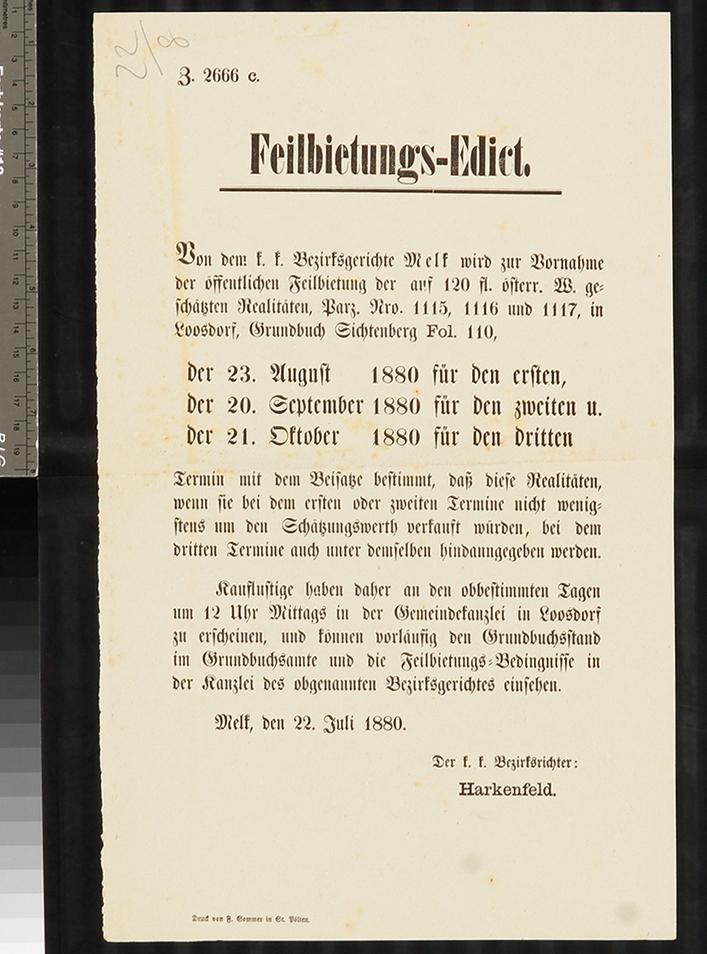 22/8
Z. 2666 c.
Feilbietungs-Edict.
Von dem k. k. Bezirksgerichte Melk wird zur Vornahme
der öffentlichen Feilbietung der auf 120 fl. österr. W. ge-
schätzten Realitäten, Parz. Nro. 1115, 1116 und 1117, in
Loosdorf, Grundbuch Sichtenberg Fol. 110,
der 23. August 1880 für den ersten,
der 20. September 1880 für den zweiten u.
der 21. Oktober 1880 für den dritten
Termin mit dem Beisatze bestimmt, daß diese Realitäten,
wenn sie bei dem ersten oder zweiten Termine nicht wenig-
stens um den Schätzungswerth verkauft würden, bei dem
dritten Termine auch unter demselben hindanngegeben werden.
Kauflustige haben daher an den obbestimmten Tagen
um 12 Uhr Mittags in der Gemeindekanzlei in Loosdorf
zu erscheinen, und können vorläufig den Grundbuchsstand
im Grundbuchsamte und die Feilbietungs-Bedingnisse in
der Kanzlei des obgenannten Bezirksgerichtes einsehen.
Melk, den 22. Juli 1880.
Der k. k. Bezirksrichter:
Harkenfeld.
Druck von F. Sommer in St. Pölten.